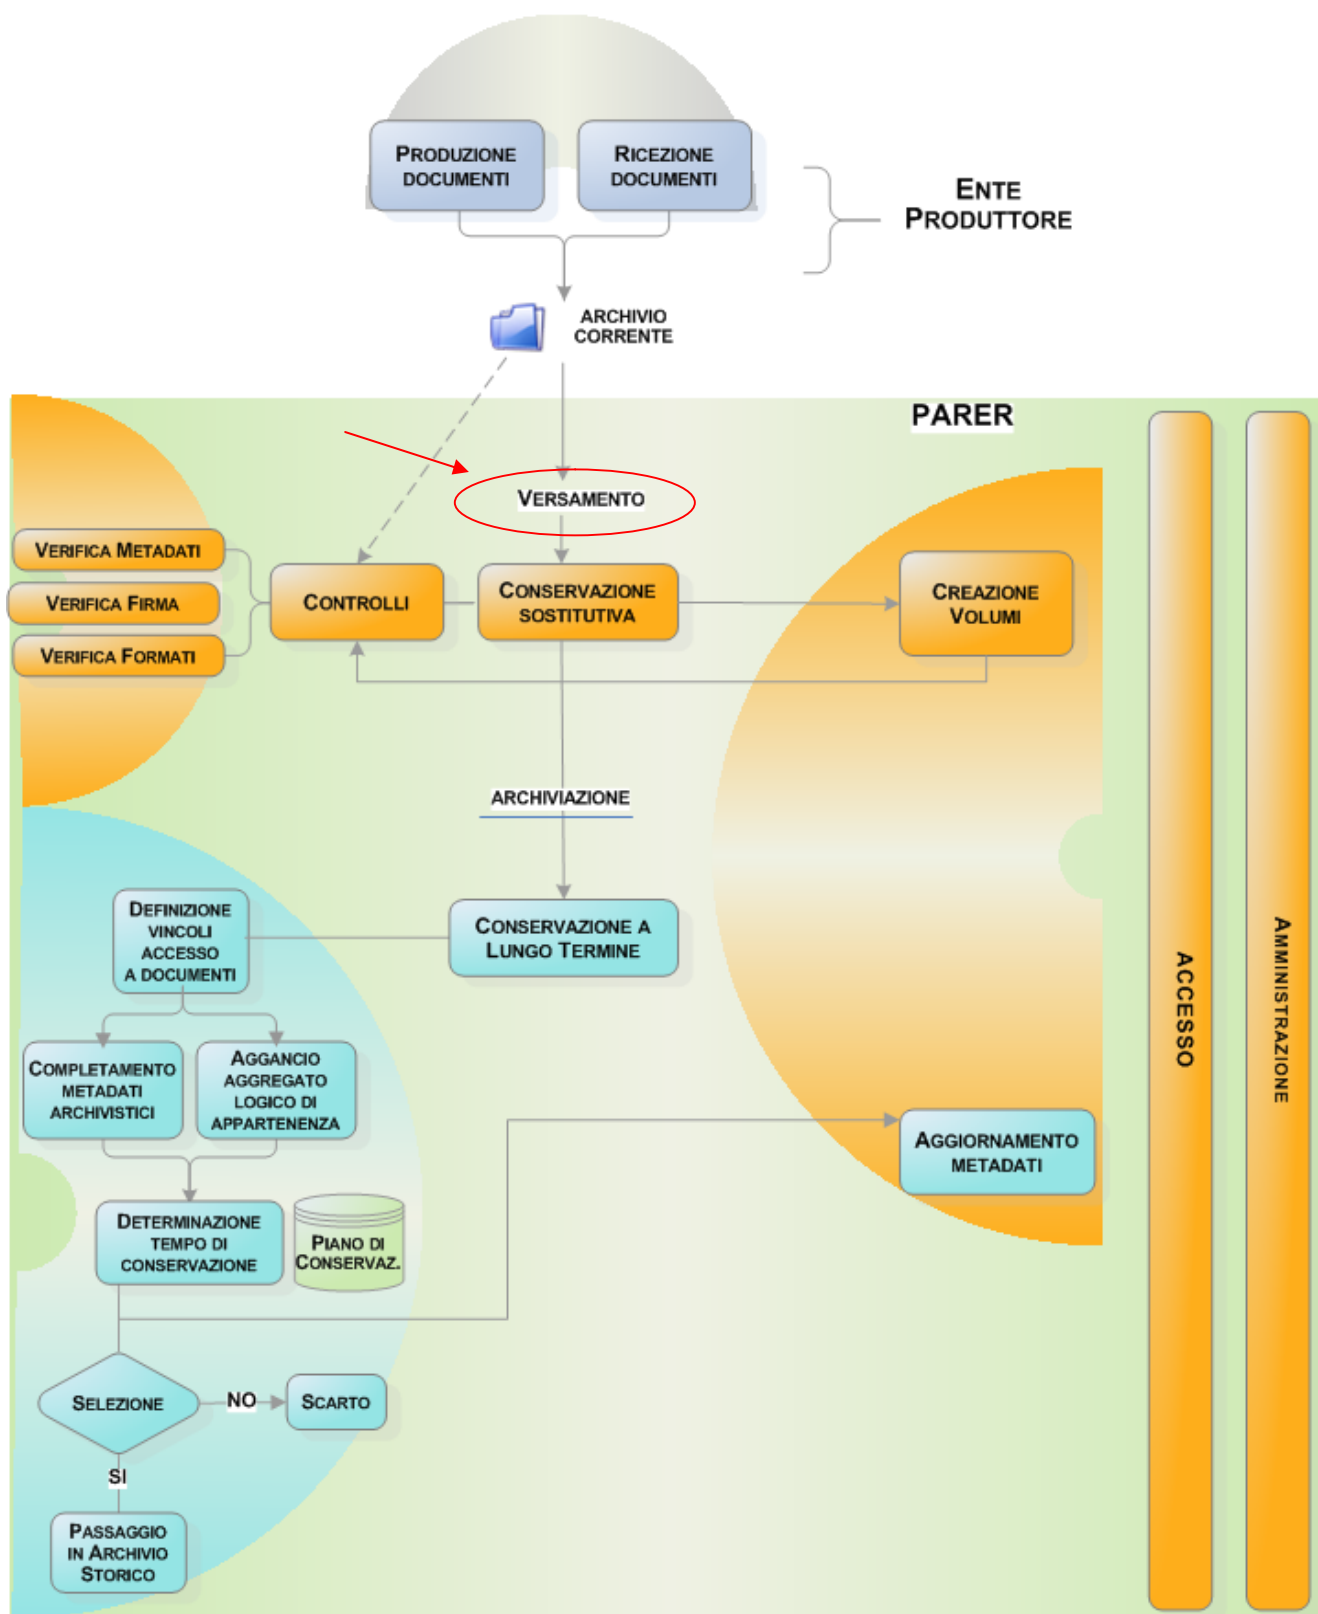 PRODUZIONE
DOCUMENTI
RICEZIONE
DOCUMENTI
ENTE
PRODUTTORE
ARCHIVIO
CORRENTE
PARER
VERSAMENTO
VERIFICA METADATI
VERIFICA FIRMA
VERIFICA FORMATI
CONTROLLI
CONSERVAZIONE
SOSTITUTIVA
CREAZIONE
VOLUMI
ARCHIVIAZIONE
DEFINIZIONE
VINCOLI
ACCESSO
A DOCUMENTI
CONSERVAZIONE A
LUNGO TERMINE
ACCESSO
AMMINISTRAZIONE
COMPLETAMENTO
METADATI
ARCHIVISTICI
AGGANCIO
AGGREGATO
LOGICO DI
APPARTENENZA
AGGIORNAMENTO
METADATI
DETERMINAZIONE
TEMPO DI
CONSERVAZIONE
PIANO DI
CONSERVAZ.
SELEZIONE
NO
SCARTO
SI
PASSAGGIO
IN ARCHIVIO
STORICO